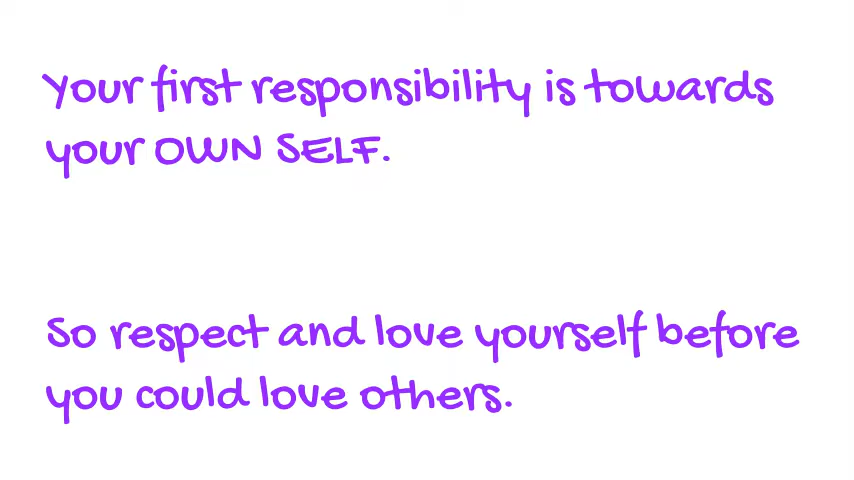 Your first responsibility is towards
your OWN SELF.
So respect and love yourself before
you could love others.